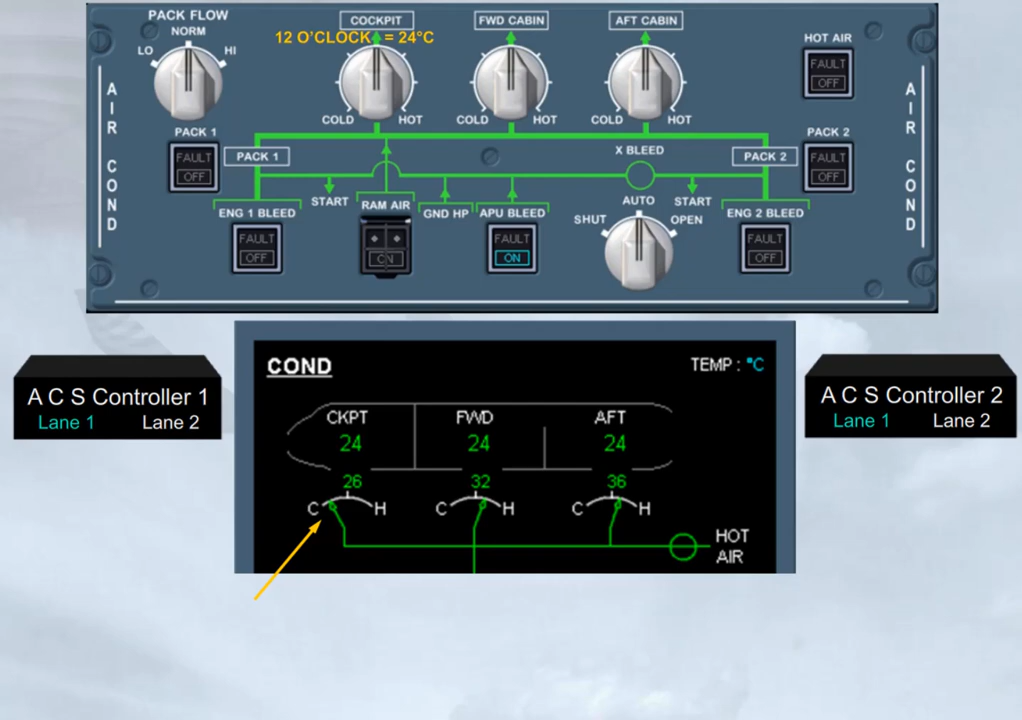 PACK FLOW
NORM
LO
HI
COCKPIT
12 O'CLOCK = 24°C
FWD CABIN
AFT CABIN
HOT AIR
FAULT
OFF
COLD
HOT
COLD
HOT
COLD
HOT
AIR COND
AIR COND
PACK 1
FAULT
OFF
PACK 1
X BLEED
PACK 2
PACK 2
FAULT
OFF
START
RAM AIR
GND HP
APU BLEED
AUTO
START
ENG 1 BLEED
SHUT
OPEN
ENG 2 BLEED
FAULT
OFF
ON
FAULT
ON
FAULT
OFF
COND
TEMP : °C
A C S Controller 1
Lane 1 Lane 2
A C S Controller 2
Lane 1 Lane 2
CKPT FWD AFT
24 24 24
26 32 36
C H C H C H
HOT
AIR